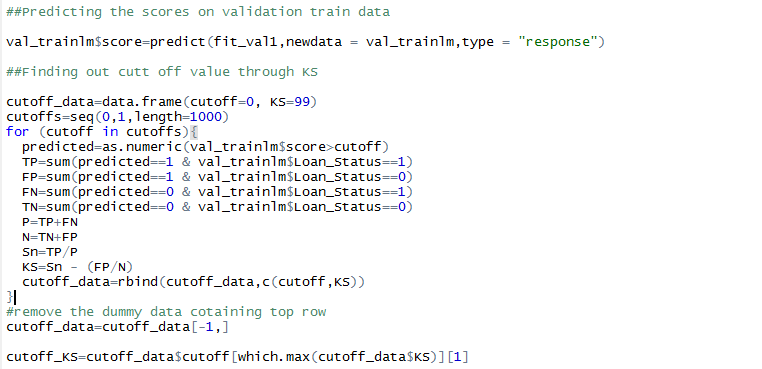 ##Predicting the scores on validation train data
val_trainlm$score=predict(fit_val1,newdata = val_trainlm,type = "response")
##Finding out cutt off value through KS
cutoff_data=data.frame(cutoff=0, KS=99)
cutoffs=seq(0,1,length=1000)
for (cutoff in cutoffs){
  predicted=as.numeric(val_trainlm$score>cutoff)
  TP=sum(predicted==1 & val_trainlm$Loan_Status==1)
  FP=sum(predicted==1 & val_trainlm$Loan_Status==0)
  FN=sum(predicted==0 & val_trainlm$Loan_Status==1)
  TN=sum(predicted==0 & val_trainlm$Loan_Status==0)
  P=TP+FN
  N=TN+FP
  Sn=TP/P
  KS=Sn - (FP/N)
  cutoff_data=rbind(cutoff_data,c(cutoff,KS))
}
#remove the dummy data cotaining top row
cutoff_data=cutoff_data[-1,]
cutoff_KS=cutoff_data$cutoff[which.max(cutoff_data$KS)][1]